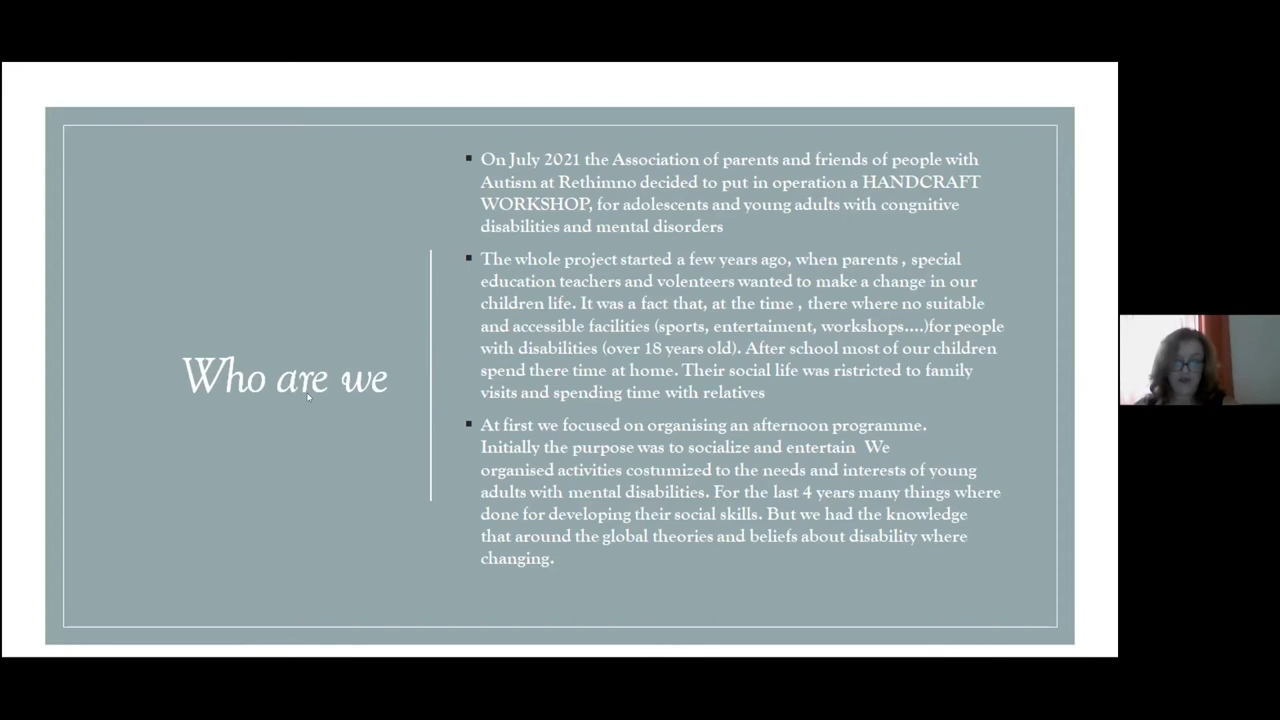 Who are we
▪ On July 2021 the Association of parents and friends of people with
Autism at Rethimno decided to put in operation a HANDCRAFT
WORKSHOP, for adolescents and young adults with congnitive
disabilities and mental disorders
▪ The whole project started a few years ago, when parents , special
education teachers and volenteers wanted to make a change in our
children life. It was a fact that, at the time , there where no suitable
and accessible facilities (sports, entertaiment, workshops....)for people
with disabilities (over 18 years old). After school most of our children
spend there time at home. Their social life was ristricted to family
visits and spending time with relatives
▪ At first we focused on organising an afternoon programme.
Initially the purpose was to socialize and entertain  We
organised activities costumized to the needs and interests of young
adults with mental disabilities. For the last 4 years many things where
done for developing their social skills. But we had the knowledge
that around the global theories and beliefs about disability where
changing.